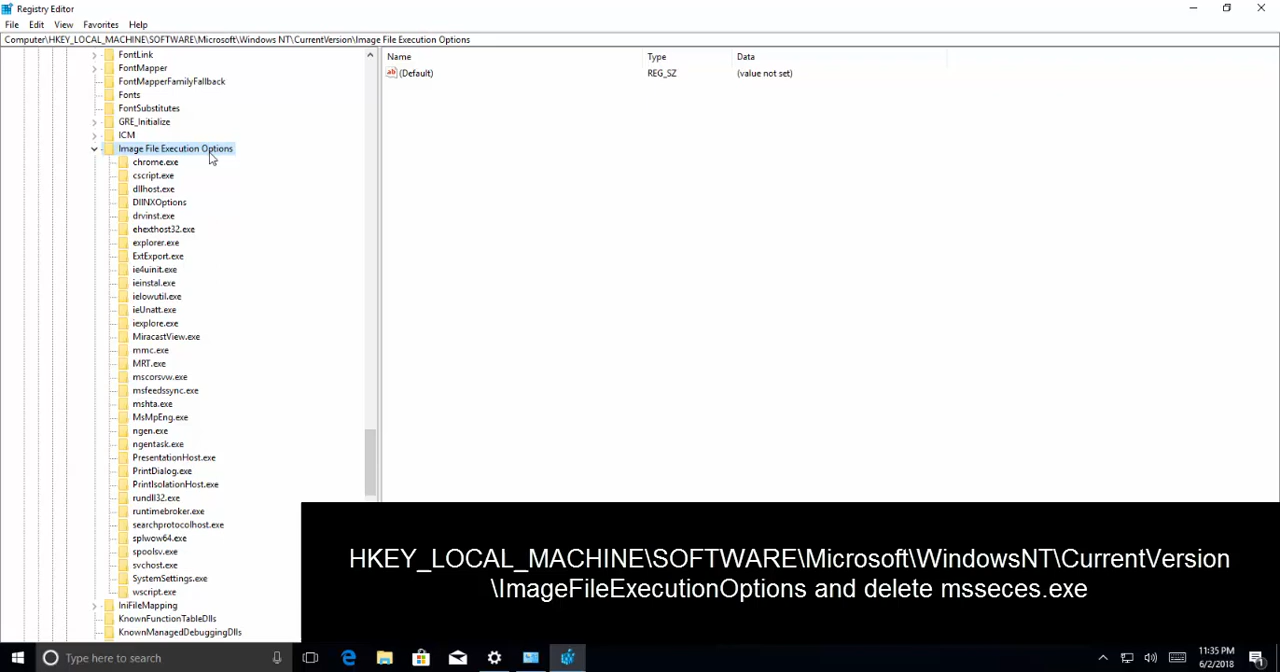 Registry Editor
File Edit View Favorites Help
Computer\HKEY_LOCAL_MACHINE\SOFTWARE\Microsoft\Windows NT\CurrentVersion\Image File Execution Options
FontLink
FontMapper
FontMapperFamilyFallback
Fonts
FontSubstitutes
GRE_Initialize
ICM
Image File Execution Options
chrome.exe
cscript.exe
dllhost.exe
DllNXOptions
drvinst.exe
ehexthost32.exe
explorer.exe
ExtExport.exe
ie4uinit.exe
ieinstal.exe
ielowutil.exe
ieUnatt.exe
iexplore.exe
MiracastView.exe
mmc.exe
MRT.exe
mscorsvw.exe
msfeedssync.exe
mshta.exe
MsMpEng.exe
ngen.exe
ngentask.exe
PresentationHost.exe
PrintDialog.exe
PrintIsolationHost.exe
rundll32.exe
runtimebroker.exe
searchprotocolhost.exe
splwow64.exe
spoolsv.exe
svchost.exe
SystemSettings.exe
wscript.exe
IniFileMapping
KnownFunctionTableDlls
KnownManagedDebuggingDlls
Name Type Data
ab (Default) REG_SZ (value not set)
HKEY_LOCAL_MACHINE\SOFTWARE\Microsoft\WindowsNT\CurrentVersion
\ImageFileExecutionOptions and delete msseces.exe
Type here to search
11:35 PM
6/2/2018
1